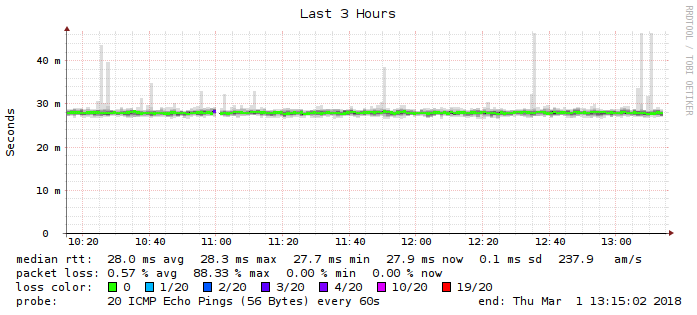 Last 3 Hours
RRDTOOL / TOBI OETIKER
Seconds
40 m
30 m
20 m
10 m
0
10:20 10:40 11:00 11:20 11:40 12:00 12:20 12:40 13:00
median rtt: 28.0 ms avg 28.3 ms max 27.7 ms min 27.9 ms now 0.1 ms sd 237.9 am/s
packet loss: 0.57 % avg 88.33 % max 0.00 % min 0.00 % now
loss color: 0 1/20 2/20 3/20 4/20 10/20 19/20
probe: 20 ICMP Echo Pings (56 Bytes) every 60s end: Thu Mar 1 13:15:02 2018